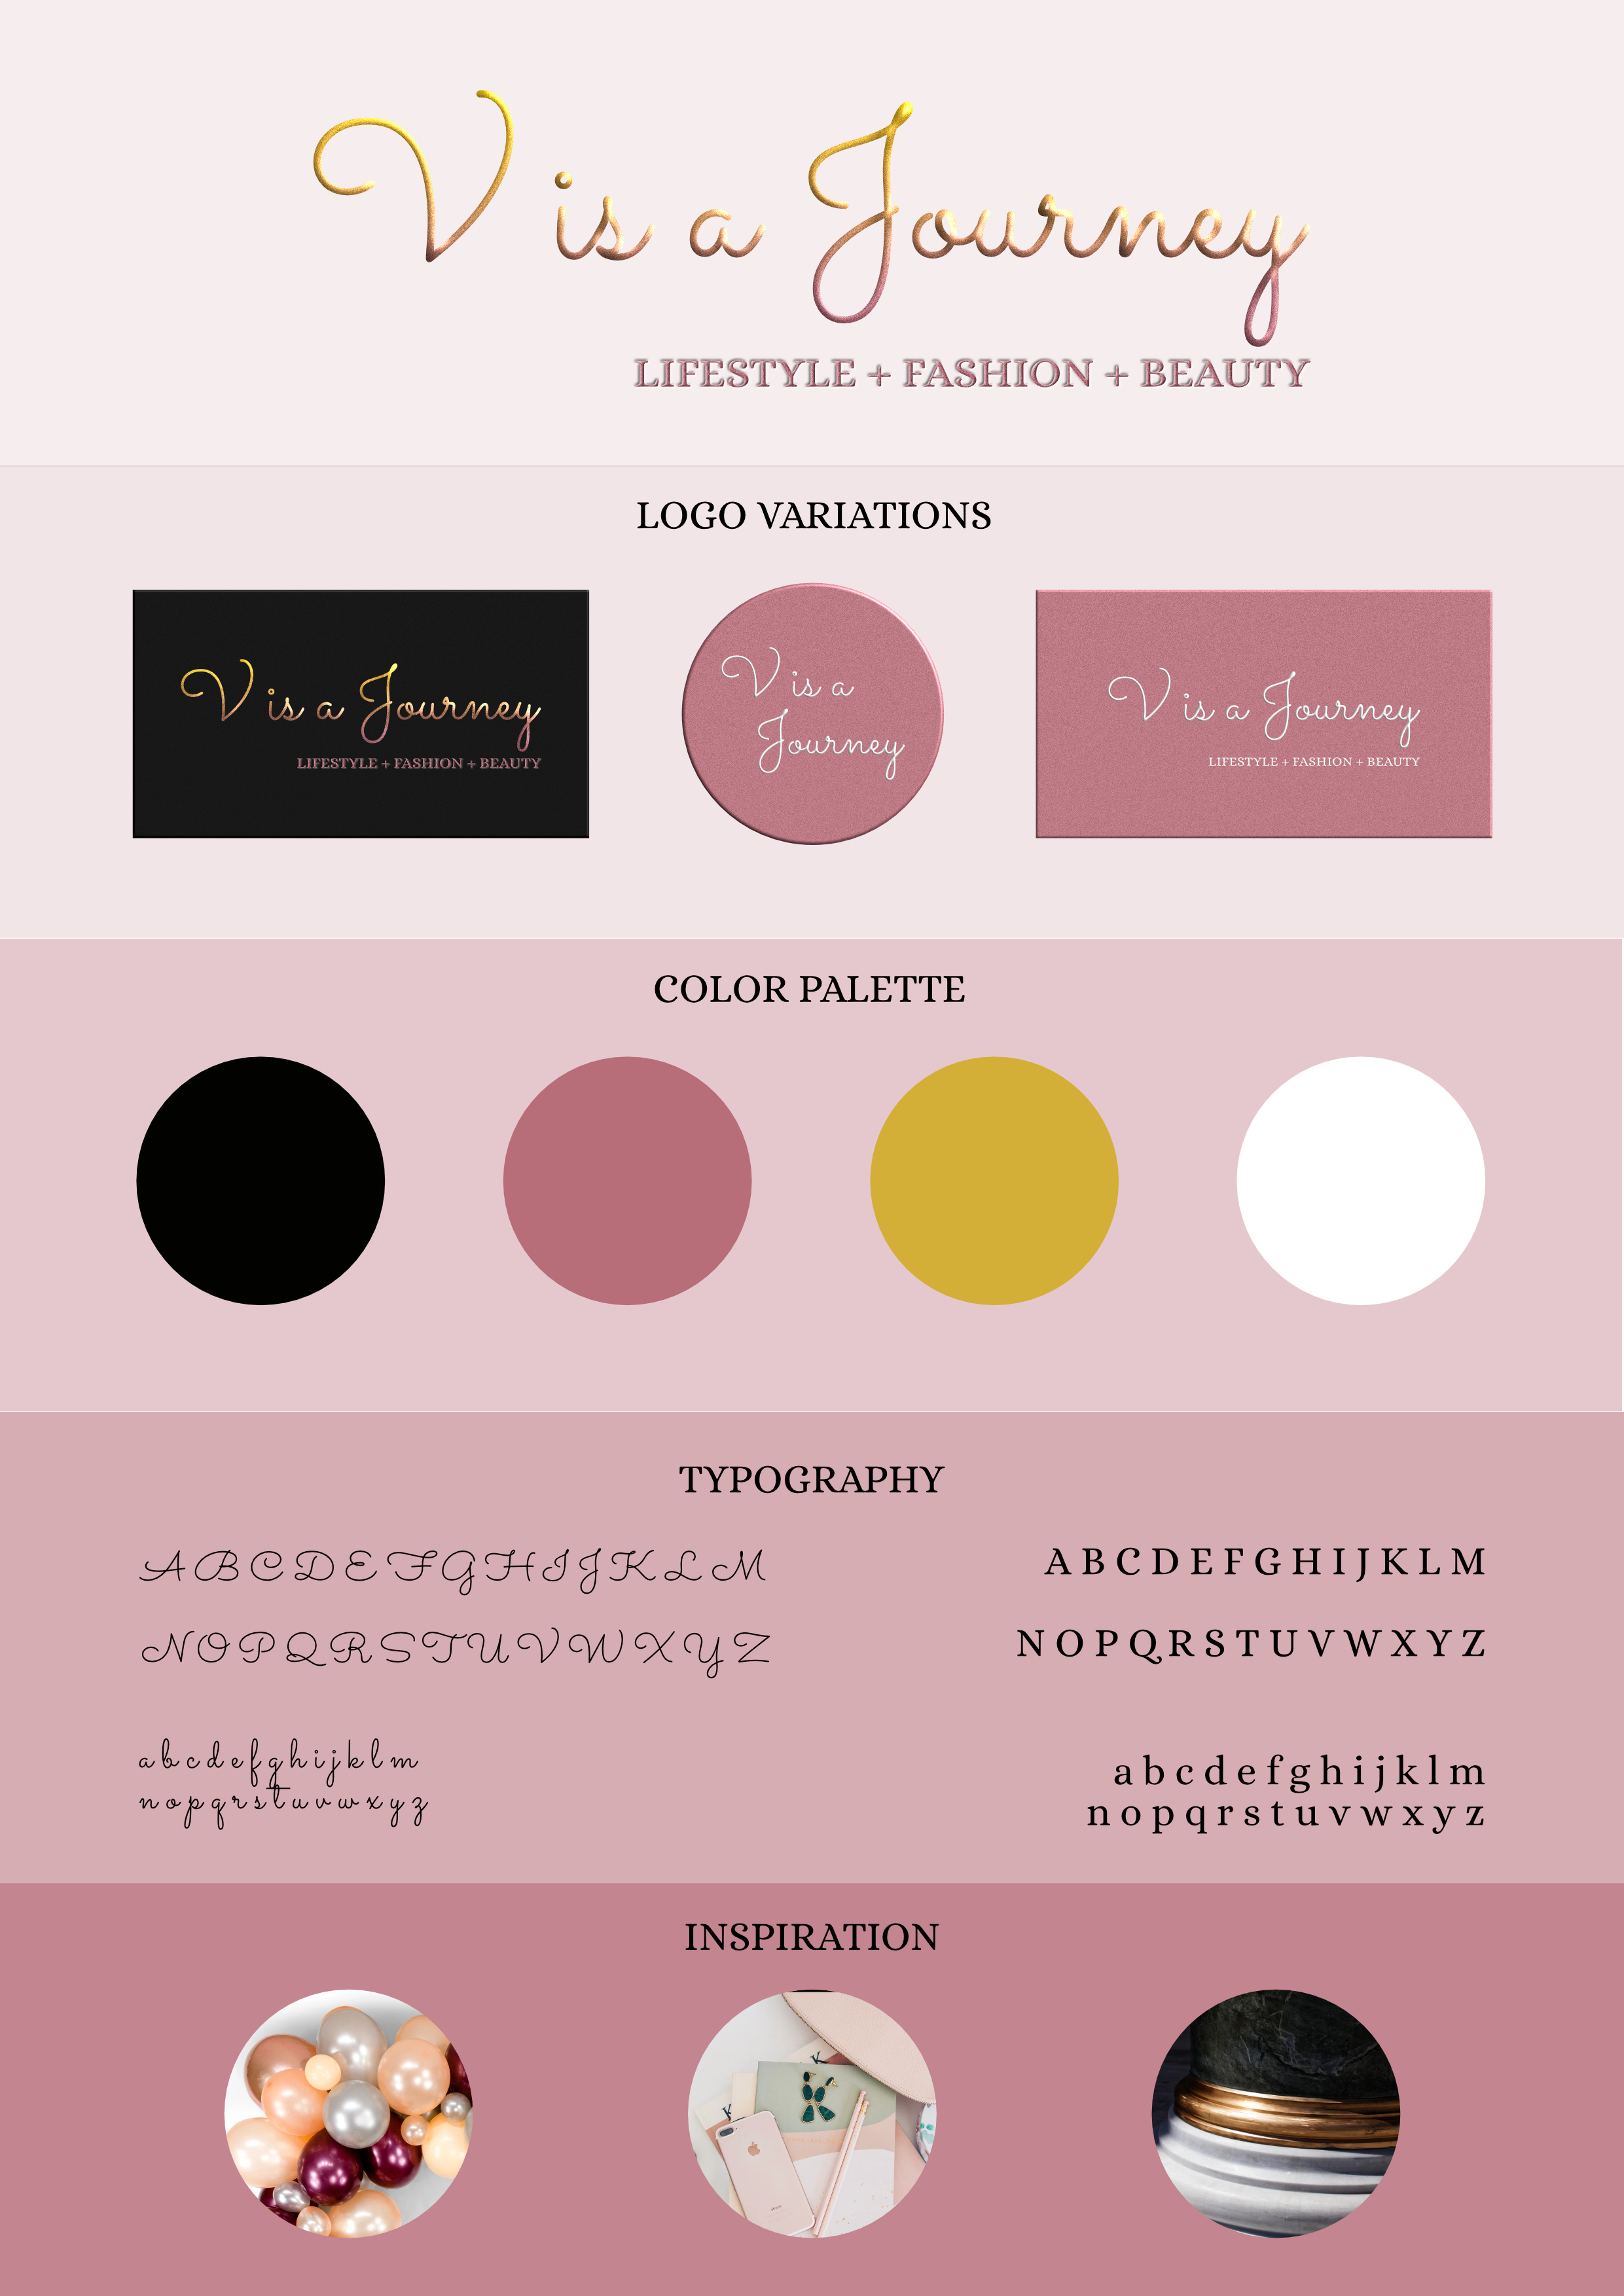 V is a Journey
LIFESTYLE + FASHION + BEAUTY
LOGO VARIATIONS
V is a Journey
LIFESTYLE + FASHION + BEAUTY
V is a
Journey
V is a Journey
LIFESTYLE + FASHION + BEAUTY
COLOR PALETTE
TYPOGRAPHY
A B C D E F G H I J K L M
N O P Q R S T U V W X Y Z
A B C D E F G H I J K L M
N O P Q R S T U V W X Y Z
a b c d e f g h i j k l m
n o p q r s t u v w x y z
a b c d e f g h i j k l m
n o p q r s t u v w x y z
INSPIRATION
K
K